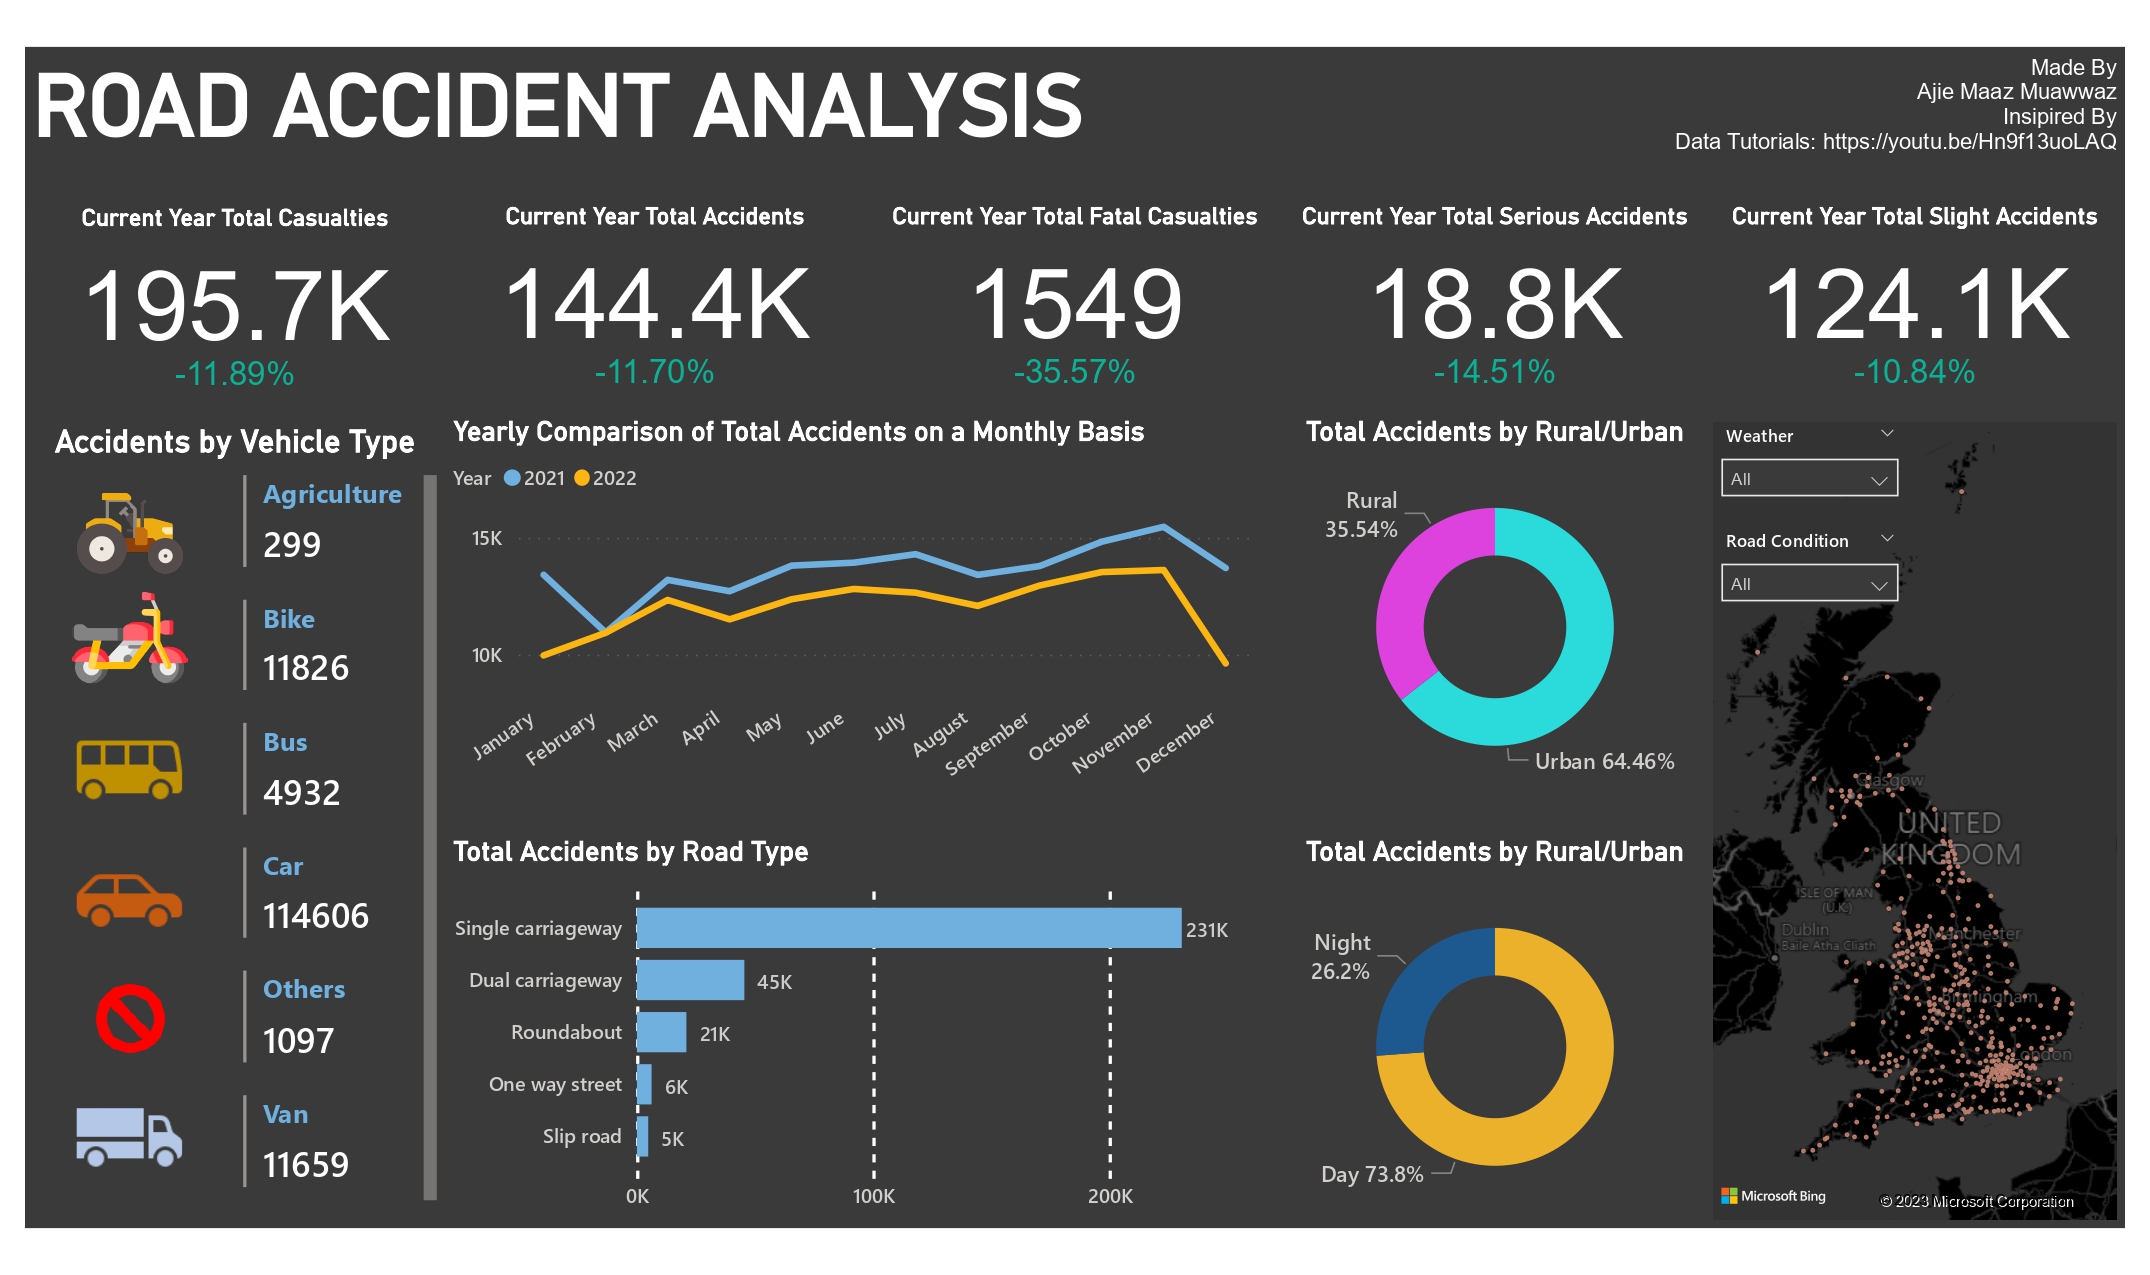 ROAD ACCIDENT ANALYSIS
Made By
Ajie Maaz Muawwaz
Insipired By
Data Tutorials: https://youtu.be/Hn9f13uoLAQ
Current Year Total Casualties
195.7K
-11.89%
Current Year Total Accidents
144.4K
-11.70%
Current Year Total Fatal Casualties
1549
-35.57%
Current Year Total Serious Accidents
18.8K
-14.51%
Current Year Total Slight Accidents
124.1K
-10.84%
Accidents by Vehicle Type
Agriculture
299
Bike
11826
Bus
4932
Car
114606
Others
1097
Van
11659
Yearly Comparison of Total Accidents on a Monthly Basis
Year 2021 2022
15K
10K
January
February
March
April
May
June
July
August
September
October
November
December
Total Accidents by Road Type
Single carriageway 231K
Dual carriageway 45K
Roundabout 21K
One way street 6K
Slip road 5K
0K 100K 200K
Total Accidents by Rural/Urban
Rural
35.54%
Urban 64.46%
Total Accidents by Rural/Urban
Night
26.2%
Day 73.8%
Weather
All
Road Condition
All
Glasgow
UNITED
KINGDOM
ISLE OF MAN
(U.K.)
Dublin
Baile Atha Cliath
Manchester
Birmingham
London
Microsoft Bing
© 2023 Microsoft Corporation